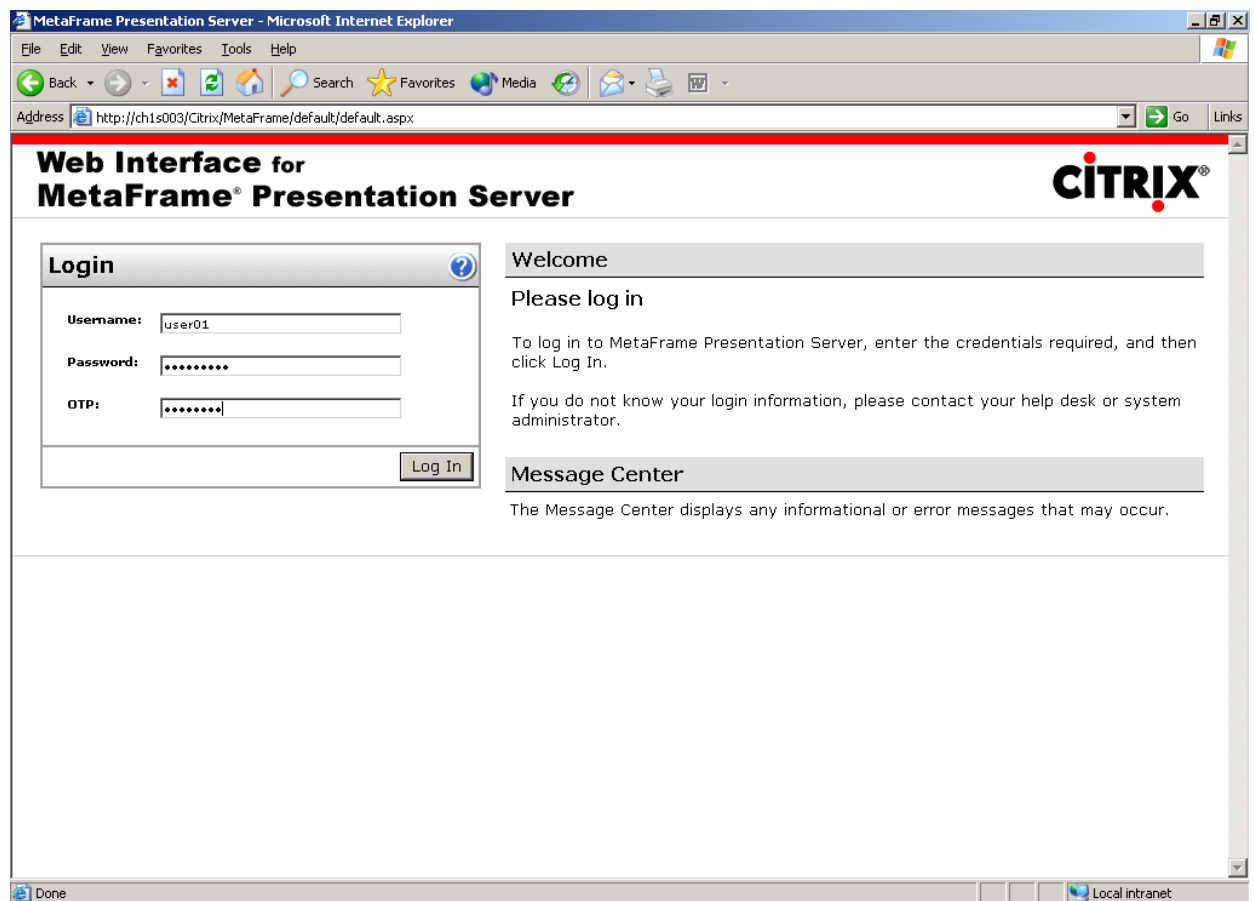 MetaFrame Presentation Server - Microsoft Internet Explorer
File Edit View Favorites Tools Help
Back Search Favorites Media
Address http://ch1s003/Citrix/MetaFrame/default/default.aspx Go Links
Web Interface for
MetaFrame® Presentation Server
CITRIX®
Login
Username: user01
Password: •••••••••
OTP: ••••••••
Log In
Welcome
Please log in
To log in to MetaFrame Presentation Server, enter the credentials required, and then
click Log In.
If you do not know your login information, please contact your help desk or system
administrator.
Message Center
The Message Center displays any informational or error messages that may occur.
Done Local intranet